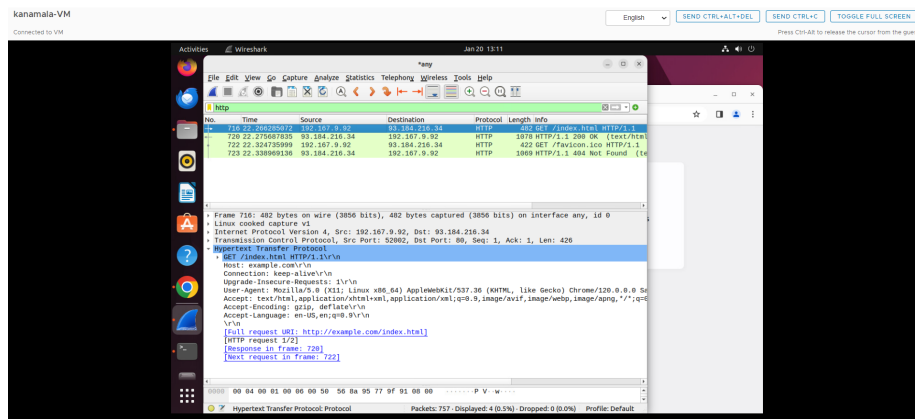 kanamala-VM
English
SEND CTRL+ALT+DEL
SEND CTRL+C
TOGGLE FULL SCREEN
Connected to VM
Press Ctrl-Alt to release the cursor from the gue
Activities Wireshark Jan 20 13:11
*any
File Edit View Go Capture Analyze Statistics Telephony Wireless Tools Help
http
No. Time Source Destination Protocol Length Info
716 22.266285072 192.167.9.92 93.184.216.34 HTTP 482 GET /index.html HTTP/1.1
720 22.275687835 93.184.216.34 192.167.9.92 HTTP 1078 HTTP/1.1 200 OK (text/html
722 22.324735999 192.167.9.92 93.184.216.34 HTTP 422 GET /favicon.ico HTTP/1.1
723 22.338969136 93.184.216.34 192.167.9.92 HTTP 1069 HTTP/1.1 404 Not Found (te
Frame 716: 482 bytes on wire (3856 bits), 482 bytes captured (3856 bits) on interface any, id 0
Linux cooked capture v1
Internet Protocol Version 4, Src: 192.167.9.92, Dst: 93.184.216.34
Transmission Control Protocol, Src Port: 52002, Dst Port: 80, Seq: 1, Ack: 1, Len: 426
Hypertext Transfer Protocol
GET /index.html HTTP/1.1\r\n
Host: example.com\r\n
Connection: keep-alive\r\n
Upgrade-Insecure-Requests: 1\r\n
User-Agent: Mozilla/5.0 (X11; Linux x86_64) AppleWebKit/537.36 (KHTML, like Gecko) Chrome/120.0.0.0 Sa
Accept: text/html,application/xhtml+xml,application/xml;q=0.9,image/avif,image/webp,image/apng,*/*;q=0
Accept-Encoding: gzip, deflate\r\n
Accept-Language: en-US,en;q=0.9\r\n
\r\n
[Full request URI: http://example.com/index.html]
[HTTP request 1/2]
[Response in frame: 720]
[Next request in frame: 722]
0000 00 04 00 01 00 06 00 50 56 8a 95 77 9f 91 08 00 ·······P V··w····
Hypertext Transfer Protocol: Protocol Packets: 757 · Displayed: 4 (0.5%) · Dropped: 0 (0.0%) Profile: Default